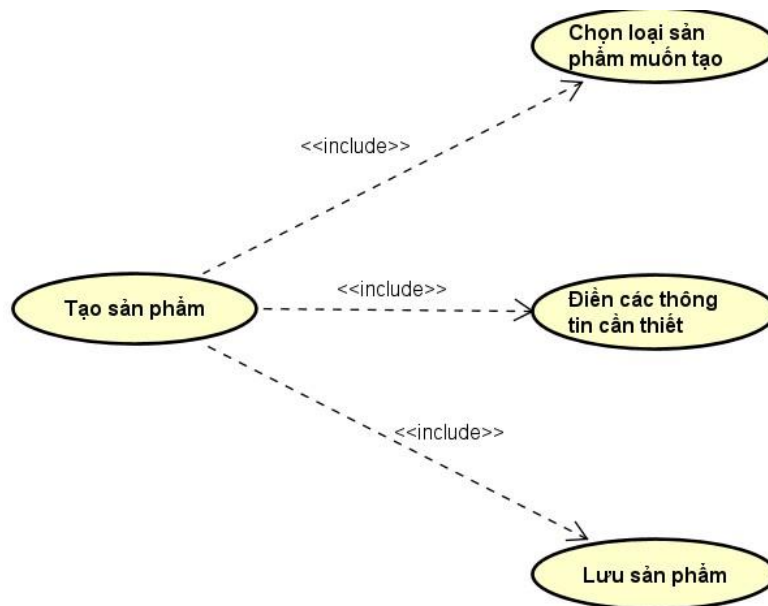 Chọn loại sản
phẩm muốn tạo
<<include>>
<<include>>
Tạo sản phẩm
Điền các thông
tin cần thiết
<<include>>
Lưu sản phẩm